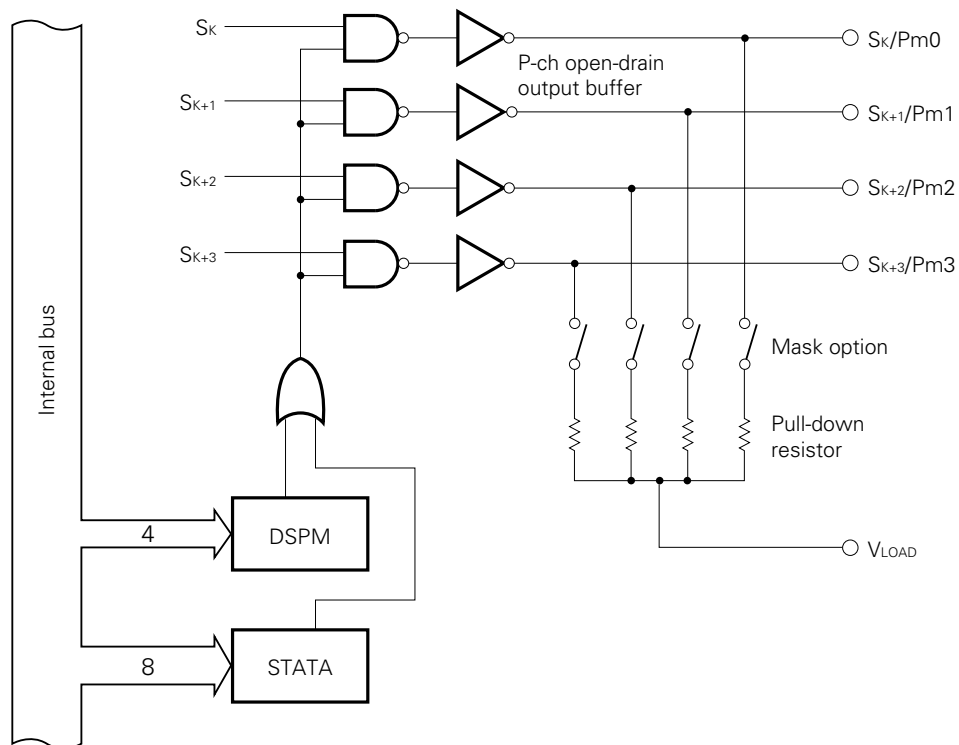 SK
SK/Pm0
P-ch open-drain
output buffer
SK+1
SK+1/Pm1
SK+2
SK+2/Pm2
SK+3
SK+3/Pm3
Internal bus
Mask option
Pull-down
resistor
4
DSPM
VLOAD
8
STATA